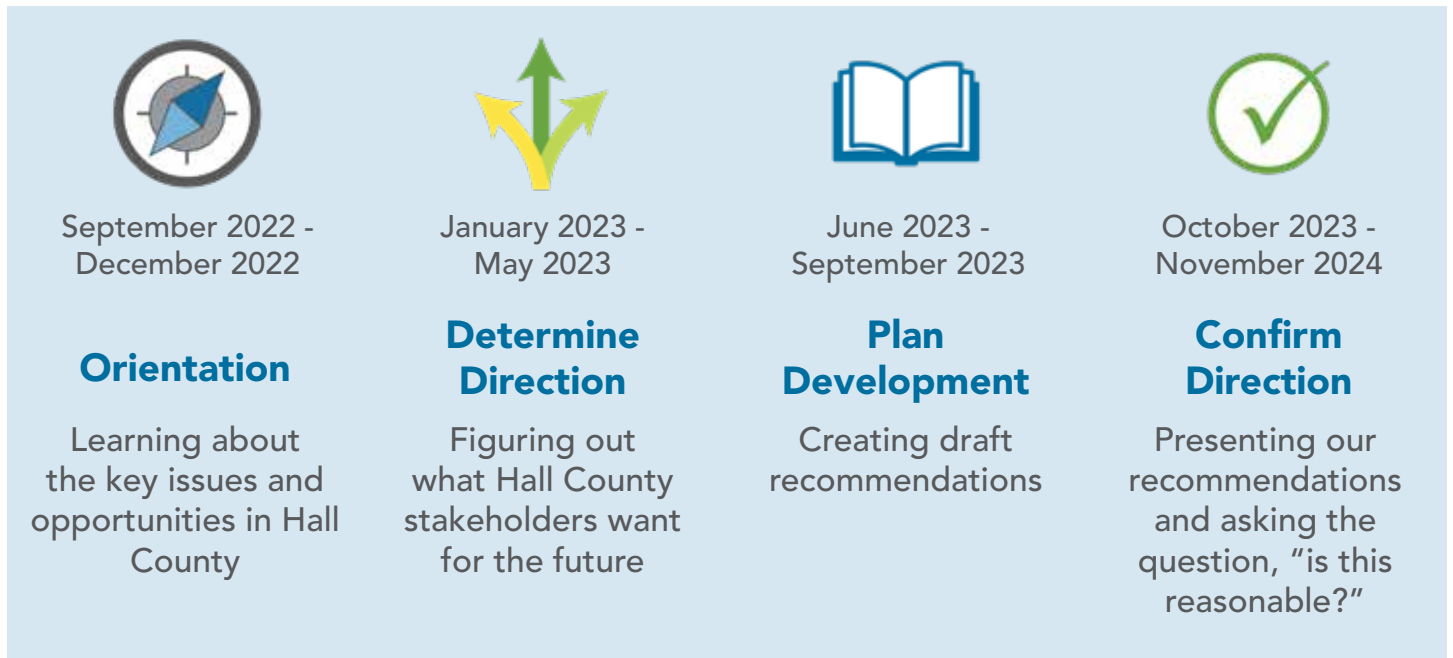 September 2022 -
December 2022
Orientation
Learning about
the key issues and
opportunities in Hall
County
January 2023 -
May 2023
Determine
Direction
Figuring out
what Hall County
stakeholders want
for the future
June 2023 -
September 2023
Plan
Development
Creating draft
recommendations
October 2023 -
November 2024
Confirm
Direction
Presenting our
recommendations
and asking the
question, “is this
reasonable?”